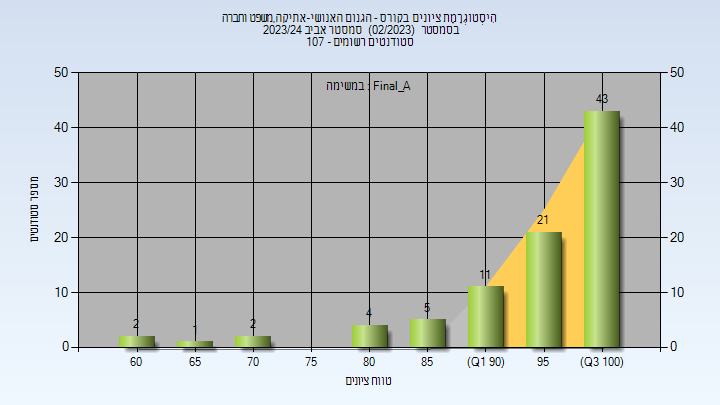 הִיסְטוֹגְרָמַת ציונים בקורס - הגנום האנושי-אתיקה,משפט וחברה
בסמסטר (02/2023) סמסטר אביב 2023/24
סטודנטים רשומים - 107
במשימה : Final_A
מספר סטודנטים
50 40 30 20 10 0
50 40 30 20 10 0
2 1 2 4 5 11 21 43
60 65 70 75 80 85 (Q1 90) 95 (Q3 100)
טווח ציונים